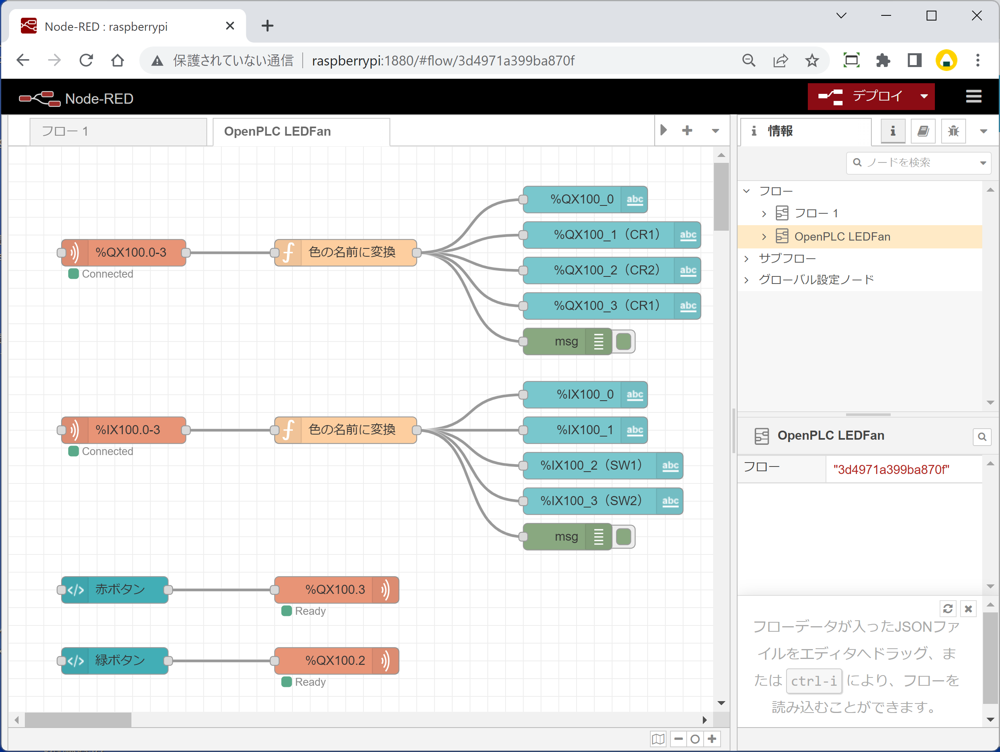 Node-RED : raspberrypi
保護されていない通信 raspberrypi:1880/#flow/3d4971a399ba870f
Node-RED
デプロイ
フロー 1
OpenPLC LEDFan
情報
ノードを検索
フロー
フロー 1
OpenPLC LEDFan
サブフロー
グローバル設定ノード
%QX100.0-3
Connected
色の名前に変換
%QX100_0
abc
%QX100_1（CR1）
abc
%QX100_2（CR2）
abc
%QX100_3（CR1）
abc
msg
%IX100.0-3
Connected
色の名前に変換
%IX100_0
abc
%IX100_1
abc
%IX100_2（SW1）
abc
%IX100_3（SW2）
abc
msg
赤ボタン
%QX100.3
Ready
緑ボタン
%QX100.2
Ready
OpenPLC LEDFan
フロー "3d4971a399ba870f"
フローデータが入ったJSONファ
イルをエディタへドラッグ、ま
たは ctrl-i により、フローを
読み込むことができます。